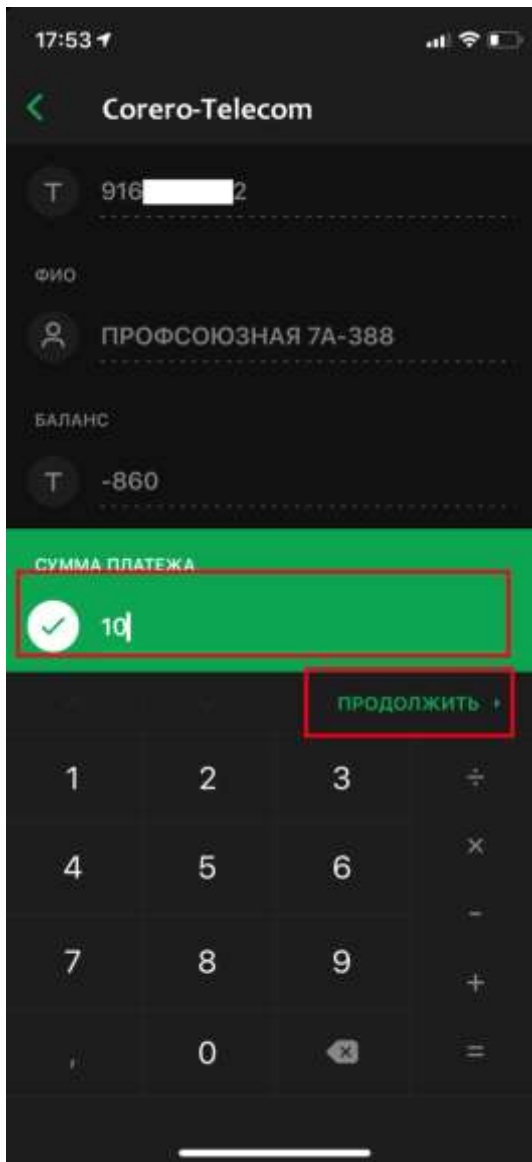 17:53
Corero-Telecom
Т 916 2
ФИО
ПРОФСОЮЗНАЯ 7А-388
БАЛАНС
Т -860
СУММА ПЛАТЕЖА
10
ПРОДОЛЖИТЬ
1 2 3 ÷
4 5 6 ×
-
7 8 9 +
, 0 =